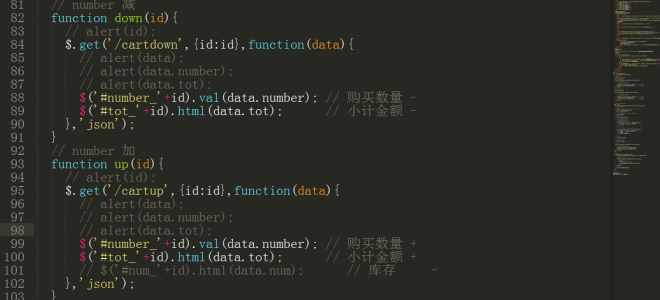 81 // number 减
82 function down(id){
83 // alert(id);
84 $.get('/cartdown',{id:id},function(data){
85 // alert(data);
86 // alert(data.number);
87 // alert(data.tot);
88 $('#number_'+id).val(data.number); // 购买数量 -
89 $('#tot_'+id).html(data.tot); // 小计金额 -
90 },'json');
91 }
92 // number 加
93 function up(id){
94 // alert(id);
95 $.get('/cartup',{id:id},function(data){
96 // alert(data);
97 // alert(data.number);
98 // alert(data.tot);
99 $('#number_'+id).val(data.number); // 购买数量 +
100 $('#tot_'+id).html(data.tot); // 小计金额 +
101 // $('#num_'+id).html(data.num); // 库存 -
102 },'json');
103 }